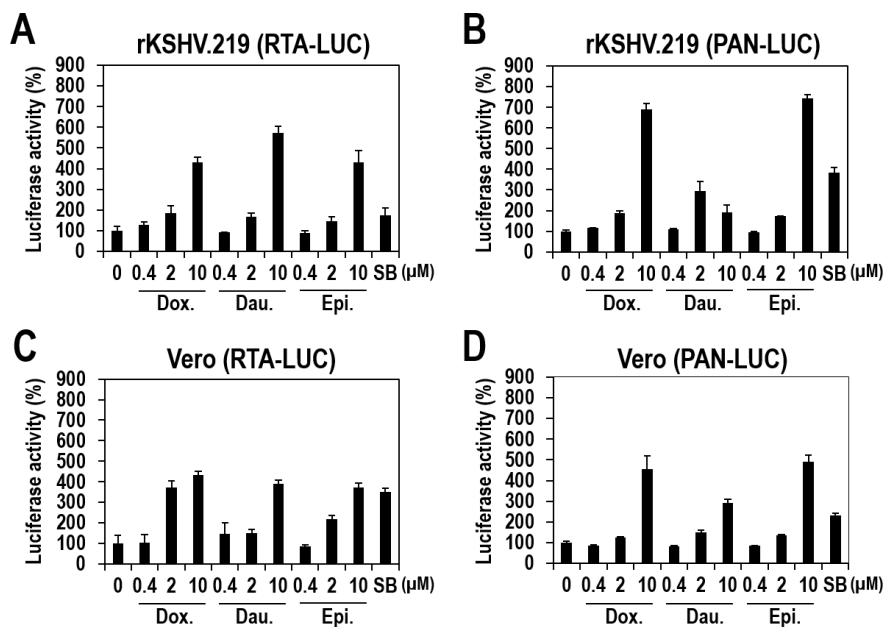 A
rKSHV.219 (RTA-LUC)
Luciferase activity (%)
900
800
700
600
500
400
300
200
100
0
0 0.4 2 10 0.4 2 10 0.4 2 10 SB (µM)
Dox. Dau. Epi.
B
rKSHV.219 (PAN-LUC)
Luciferase activity (%)
900
800
700
600
500
400
300
200
100
0
0 0.4 2 10 0.4 2 10 0.4 2 10 SB (µM)
Dox. Dau. Epi.
C
Vero (RTA-LUC)
Luciferase activity (%)
900
800
700
600
500
400
300
200
100
0
0 0.4 2 10 0.4 2 10 0.4 2 10 SB (µM)
Dox. Dau. Epi.
D
Vero (PAN-LUC)
Luciferase activity (%)
900
800
700
600
500
400
300
200
100
0
0 0.4 2 10 0.4 2 10 0.4 2 10 SB (µM)
Dox. Dau. Epi.